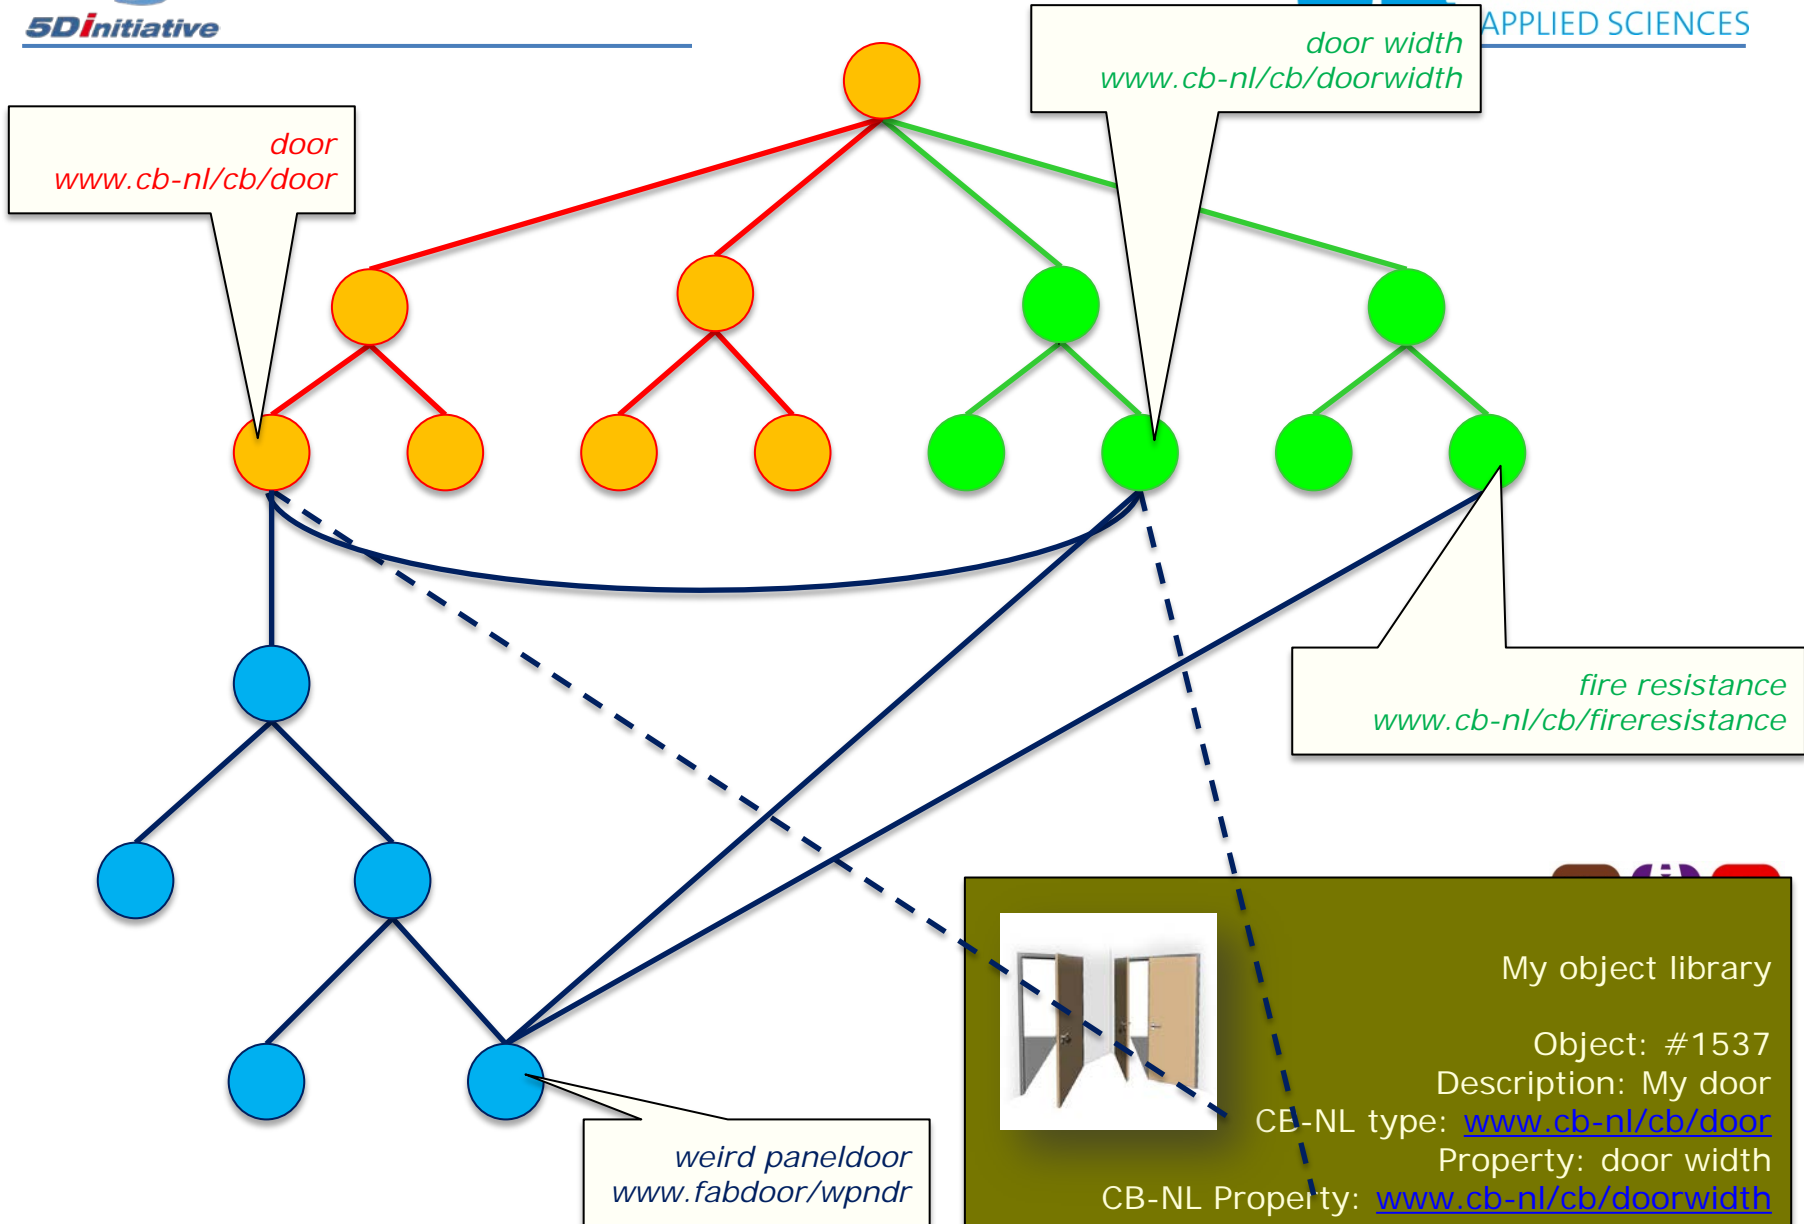 5Dinitiative
APPLIED SCIENCES
door width
www.cb-nl/cb/doorwidth
door
www.cb-nl/cb/door
fire resistance
www.cb-nl/cb/fireresistance
My object library
Object: #1537
Description: My door
CB-NL type: www.cb-nl/cb/door
Property: door width
CB-NL Property: www.cb-nl/cb/doorwidth
weird paneldoor
www.fabdoor/wpndr